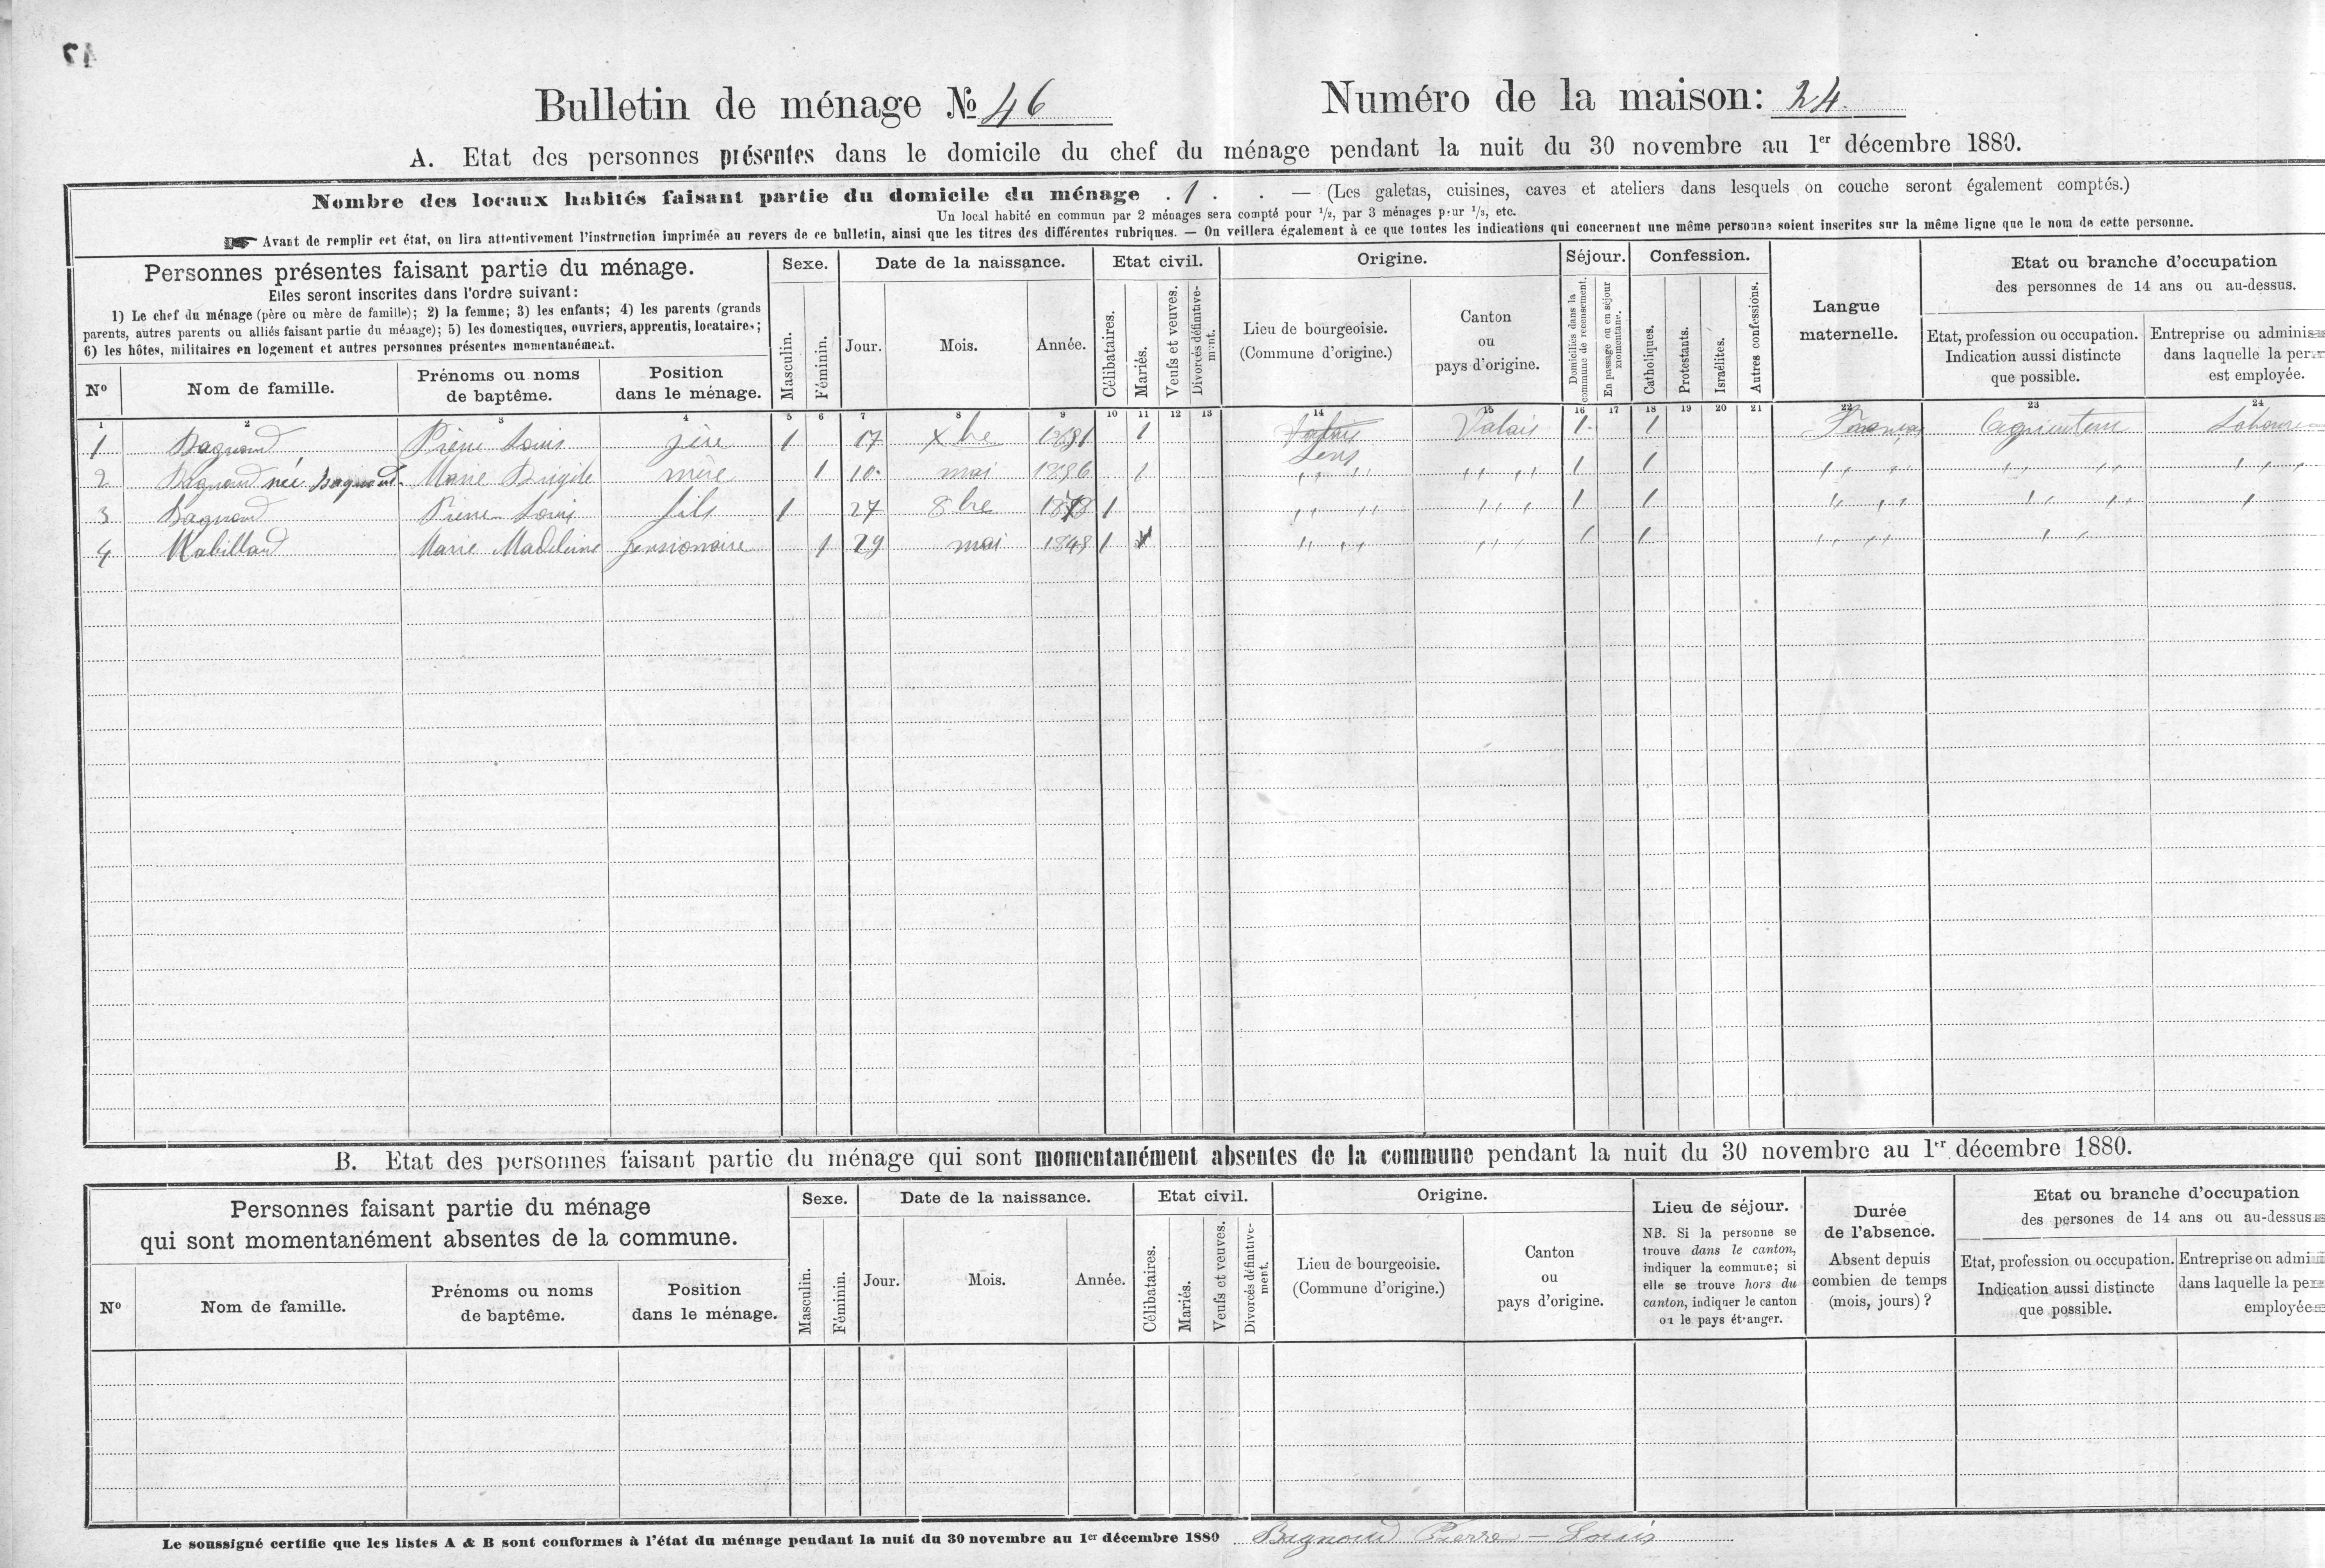 Bulletin de ménage № 46
Numéro de la maison: 24
A. Etat des personnes présentes dans le domicile du chef du ménage pendant la nuit du 30 novembre au 1er décembre 1880.
Nombre des locaux habités faisant partie du domicile du ménage . 1 . . — (Les galetas, cuisines, caves et ateliers dans lesquels on couche seront également comptés.)
Un local habité en commun par 2 ménages sera compté pour 1/2, par 3 ménages pour 1/3, etc.
Avant de remplir cet état, on lira attentivement l'instruction imprimée au revers de ce bulletin, ainsi que les titres des différentes rubriques. — On veillera également à ce que toutes les indications qui concernent une même personne soient inscrites sur la même ligne que le nom de cette personne.
Personnes présentes faisant partie du ménage.
Elles seront inscrites dans l'ordre suivant:
1) Le chef du ménage (père ou mère de famille); 2) la femme; 3) les enfants; 4) les parents (grands
parents, autres parents ou alliés faisant partie du ménage); 5) les domestiques, ouvriers, apprentis, locataires;
6) les hôtes, militaires en logement et autres personnes présentes momentanément.
N°
Nom de famille.
Prénoms ou noms
de baptême.
Position
dans le ménage.
Sexe.
Masculin.
Féminin.
Date de la naissance.
Jour.
Mois.
Année.
Etat civil.
Célibataires.
Mariés.
Veufs et veuves.
Divorcés définitive-
ment.
Origine.
Lieu de bourgeoisie.
(Commune d'origine.)
Canton
ou
pays d'origine.
Séjour.
Domiciliés dans la
commune de recensement.
En passage ou en séjour
momentané.
Confession.
Catholiques.
Protestants.
Israélites.
Autres confessions.
Langue
maternelle.
Etat ou branche d'occupation
des personnes de 14 ans ou au-dessus.
Etat, profession ou occupation.
Indication aussi distincte
que possible.
Entreprise ou adminis
dans laquelle la per
est employée.
1 2 3 4 5 6 7 8 9 10 11 12 13 14 15 16 17 18 19 20 21 22 23 24
1 Bagnoud Pierre Louis père 1 17 Xbre 1 Valais Valais 1 1 Français
Lens
2 Bagnoud née Bagnoud Marie Brigite mère 1 10 mai 1 " " " " 1 1 " " " " " "
3 Bagnoud Pierre Louis fils 1 27 8bre 1878 1 " " " " 1 1 " " " " "
4 Marie Madeleine pensionaire 1 29 mai 1848 1 " " " " 1 1 " " " "
B. Etat des personnes faisant partie du ménage qui sont momentanément absentes de la commune pendant la nuit du 30 novembre au 1er décembre 1880.
Personnes faisant partie du ménage
qui sont momentanément absentes de la commune.
N°
Nom de famille.
Prénoms ou noms
de baptême.
Position
dans le ménage.
Sexe.
Masculin.
Féminin.
Date de la naissance.
Jour.
Mois.
Année.
Etat civil.
Célibataires.
Mariés.
Veufs et veuves.
Divorcés définitive-
ment.
Origine.
Lieu de bourgeoisie.
(Commune d'origine.)
Canton
ou
pays d'origine.
Lieu de séjour.
NB. Si la personne se
trouve dans le canton,
indiquer la commune; si
elle se trouve hors du
canton, indiquer le canton
ou le pays étranger.
Durée
de l'absence.
Absent depuis
combien de temps
(mois, jours)?
Etat ou branche d'occupation
des persones de 14 ans ou au-dessus
Etat, profession ou occupation.
Indication aussi distincte
que possible.
Entreprise ou admini
dans laquelle la pe
employée
Le soussigné certifie que les listes A & B sont conformes à l'état du ménage pendant la nuit du 30 novembre au 1er décembre 1880 Bagnoud Pierre-Louis